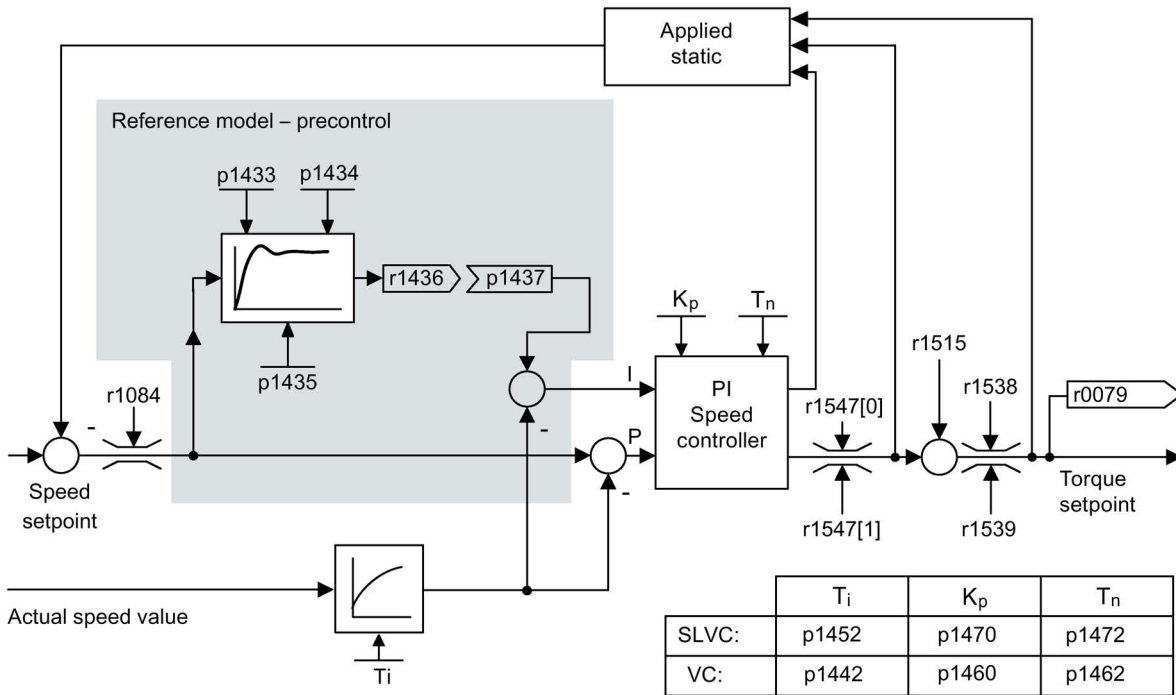 Applied
static
Reference model – precontrol
p1433 p1434
r1436 p1437
p1435
Kp Tn
r1084
I
PI
Speed
controller
P
r1547[0]
r1515
r1538
r0079
-
-
-
Speed
setpoint
r1547[1]
r1539
Torque
setpoint
Actual speed value
Ti
Ti Kp Tn
SLVC: p1452 p1470 p1472
VC: p1442 p1460 p1462